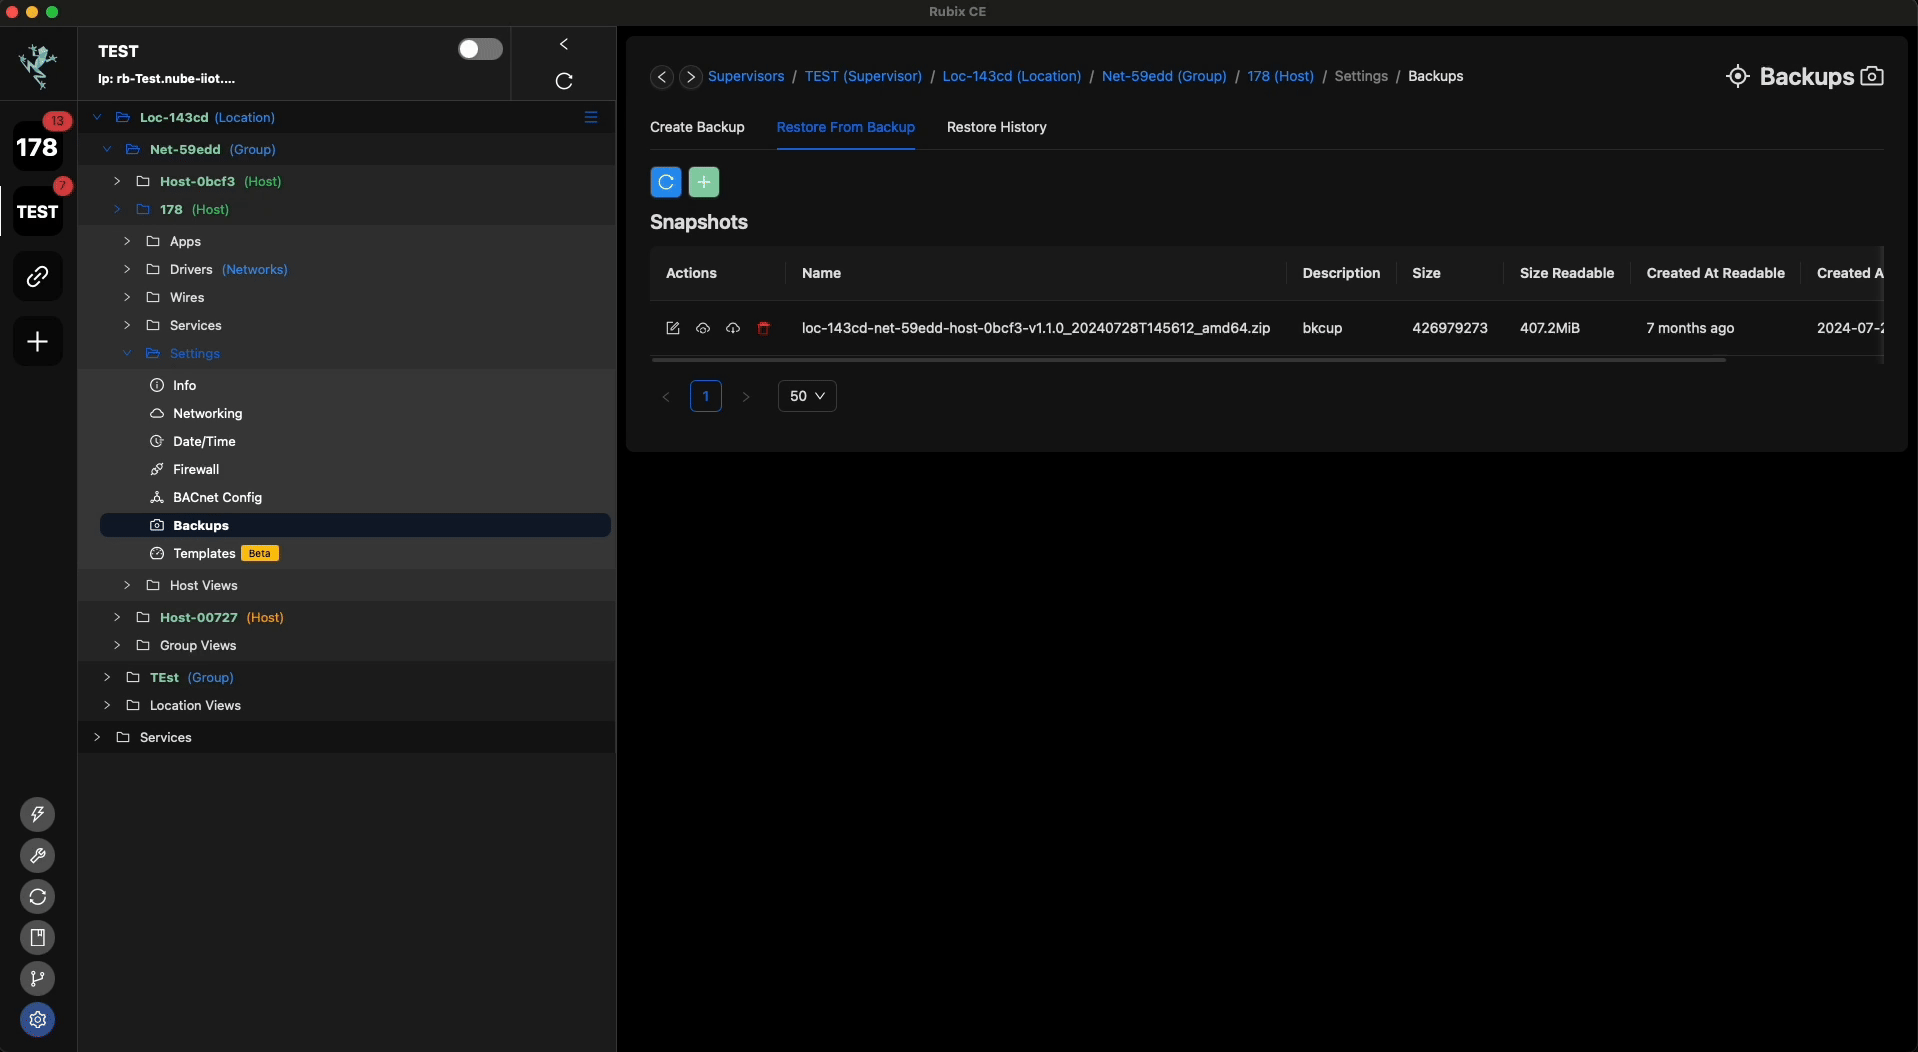 Rubix CE
TEST
Ip: rb-Test.nube-iiot....
13
178
7
TEST
Loc-143cd (Location)
Net-59edd (Group)
Host-0bcf3 (Host)
178 (Host)
Apps
Drivers (Networks)
Wires
Services
Settings
Info
Networking
Date/Time
Firewall
BACnet Config
Backups
Templates Beta
Host Views
Host-00727 (Host)
Group Views
TEst (Group)
Location Views
Services
Supervisors / TEST (Supervisor) / Loc-143cd (Location) / Net-59edd (Group) / 178 (Host) / Settings / Backups
Backups
Create Backup Restore From Backup Restore History
Snapshots
Actions Name Description Size Size Readable Created At Readable Created A
loc-143cd-net-59edd-host-0bcf3-v1.1.0_20240728T145612_amd64.zip bkcup 426979273 407.2MiB 7 months ago 2024-07-2
< 1 > 50